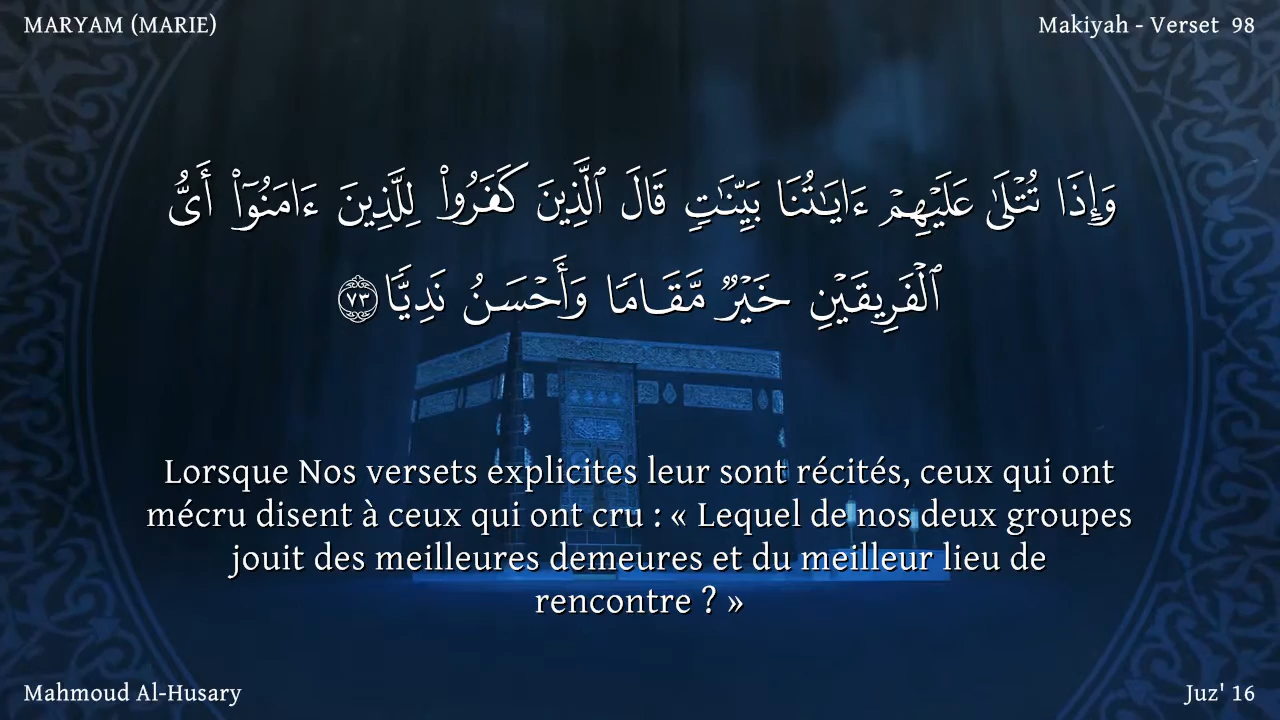 MARYAM (MARIE)
Makiyah - Verset 98
وَإِذَا تُتْلَىٰ عَلَيْهِمْ ءَايَـٰتُنَا بَيِّنَـٰتٍ قَالَ ٱلَّذِينَ كَفَرُوا۟ لِلَّذِينَ ءَامَنُوٓا۟ أَىُّ
ٱلْفَرِيقَيْنِ خَيْرٌ مَّقَامًا وَأَحْسَنُ نَدِيًّا ٧٣
Lorsque Nos versets explicites leur sont récités, ceux qui ont
mécru disent à ceux qui ont cru : « Lequel de nos deux groupes
jouit des meilleures demeures et du meilleur lieu de
rencontre ? »
Mahmoud Al-Husary
Juz' 16